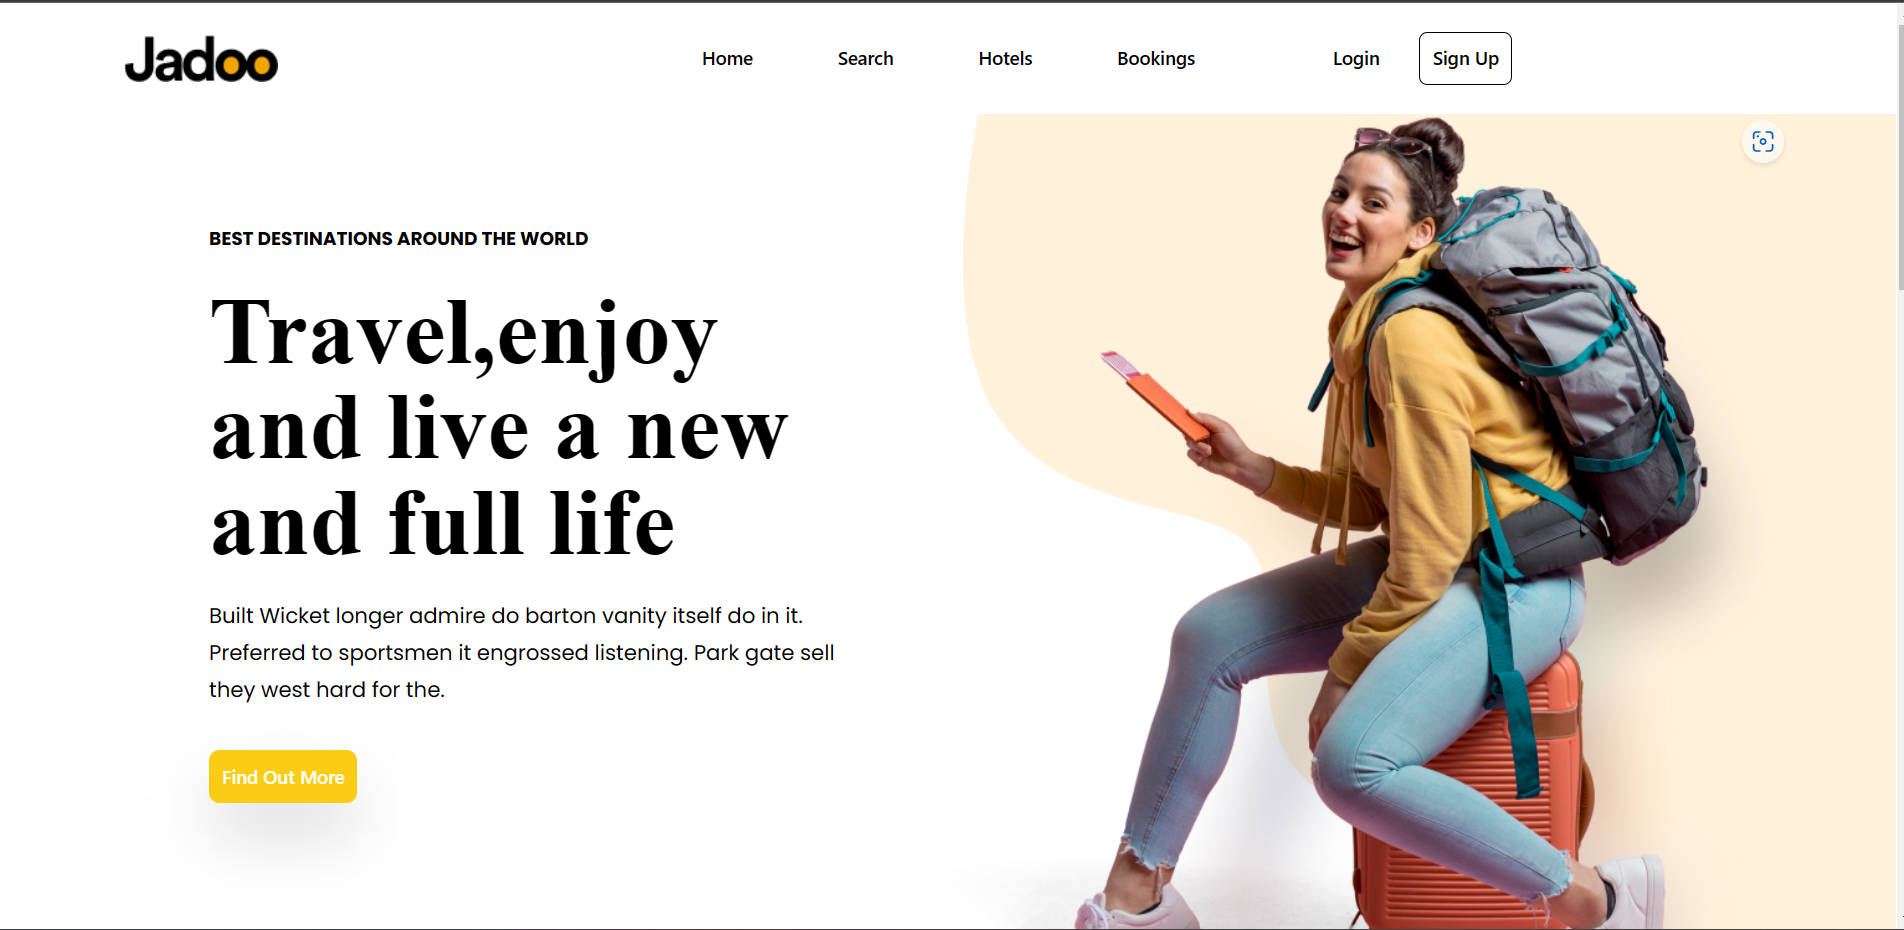 Jadoo
Home Search Hotels Bookings Login Sign Up
BEST DESTINATIONS AROUND THE WORLD
Travel,enjoy
and live a new
and full life
Built Wicket longer admire do barton vanity itself do in it.
Preferred to sportsmen it engrossed listening. Park gate sell
they west hard for the.
Find Out More